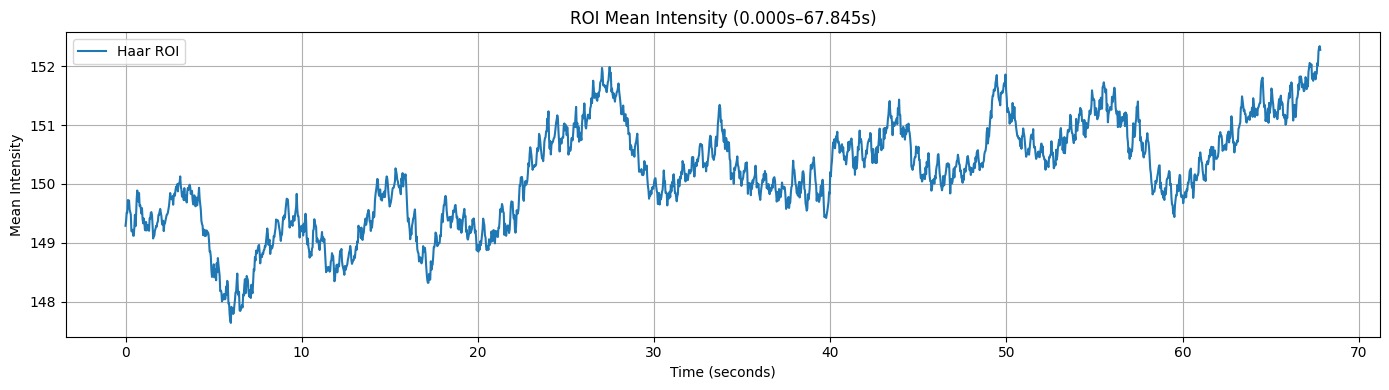 ROI Mean Intensity (0.000s–67.845s)
Haar ROI
Mean Intensity
152
151
150
149
148
0 10 20 30 40 50 60 70
Time (seconds)